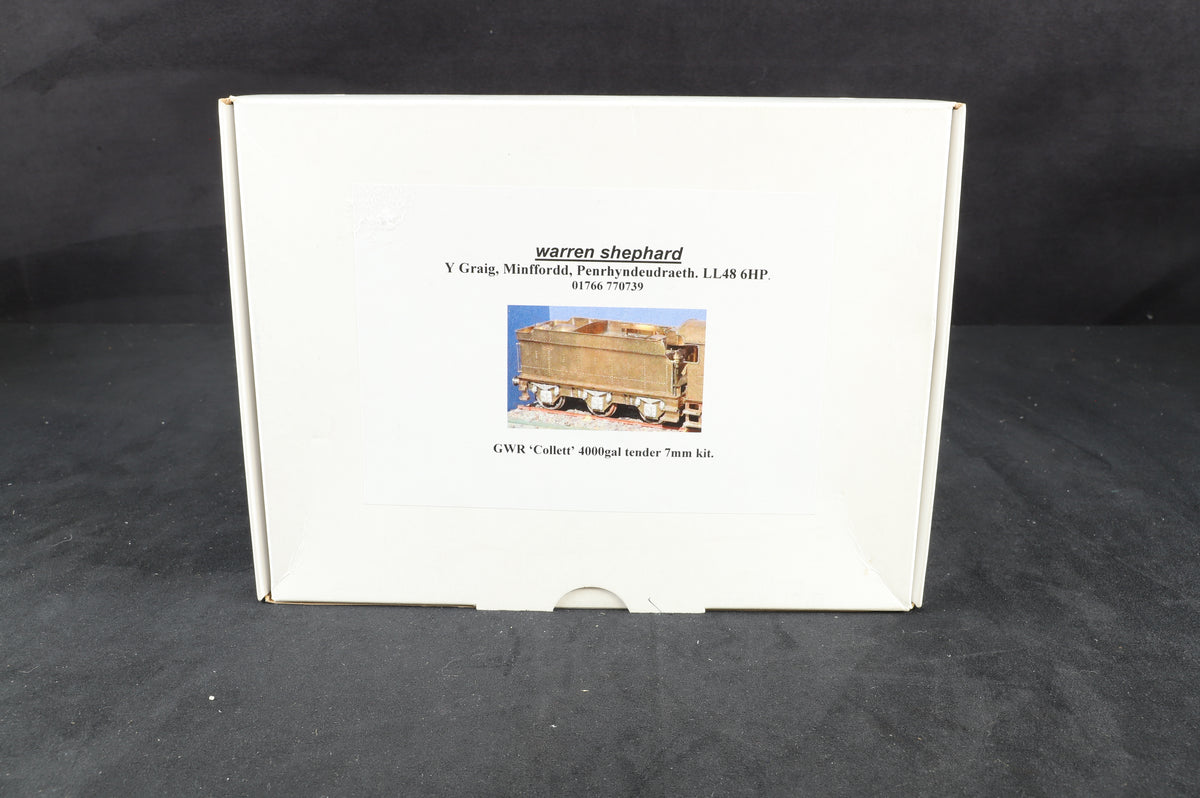 warren shephard
Y Graig, Minffordd, Penrhyndeudraeth. LL48 6HP.
01766 770739
GWR ‘Collett’ 4000gal tender 7mm kit.